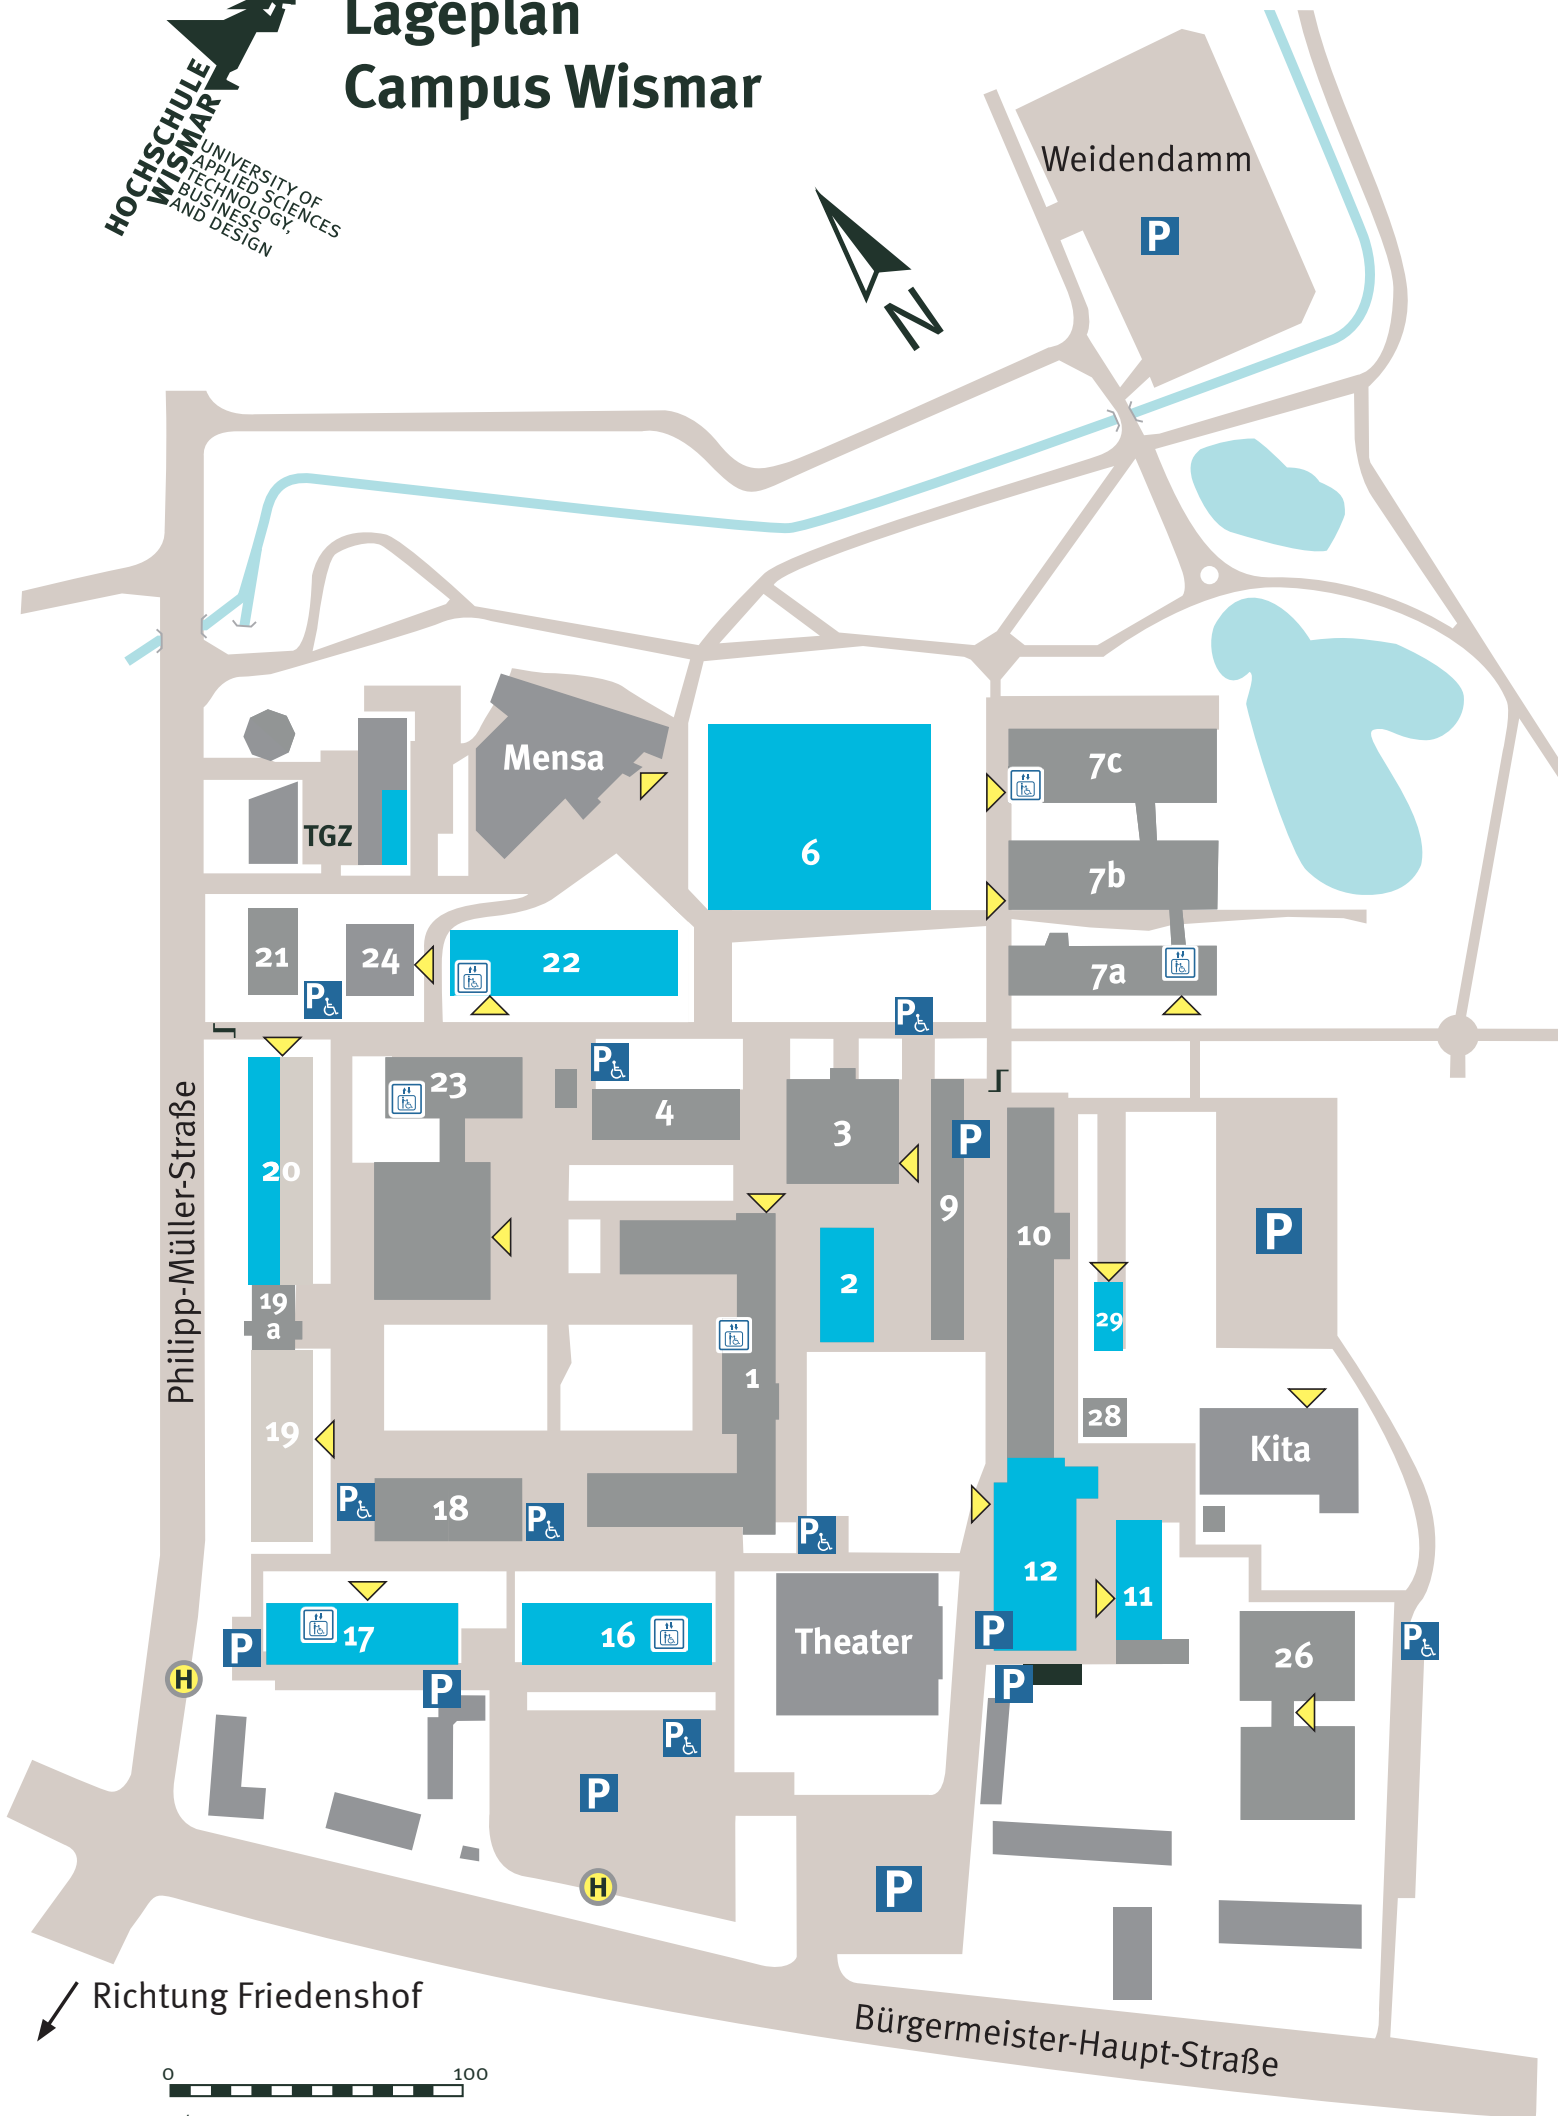 Lageplan
Campus Wismar
HOCHSCHULE
WISMAR
UNIVERSITY OF
APPLIED SCIENCES
TECHNOLOGY,
BUSINESS
AND DESIGN
Weidendamm
P
N
Mensa
7c
TGZ
6
7b
21
24
22
7a
P
P
23
P
4
3
P
20
9
10
P
2
19
a
29
1
28
19
Kita
P
18
P
P
12
11
17
16
Theater
P
P
26
H
P
P
P
P
P
H
P
Philipp-Müller-Straße
Richtung Friedenshof
Bürgermeister-Haupt-Straße
0 100